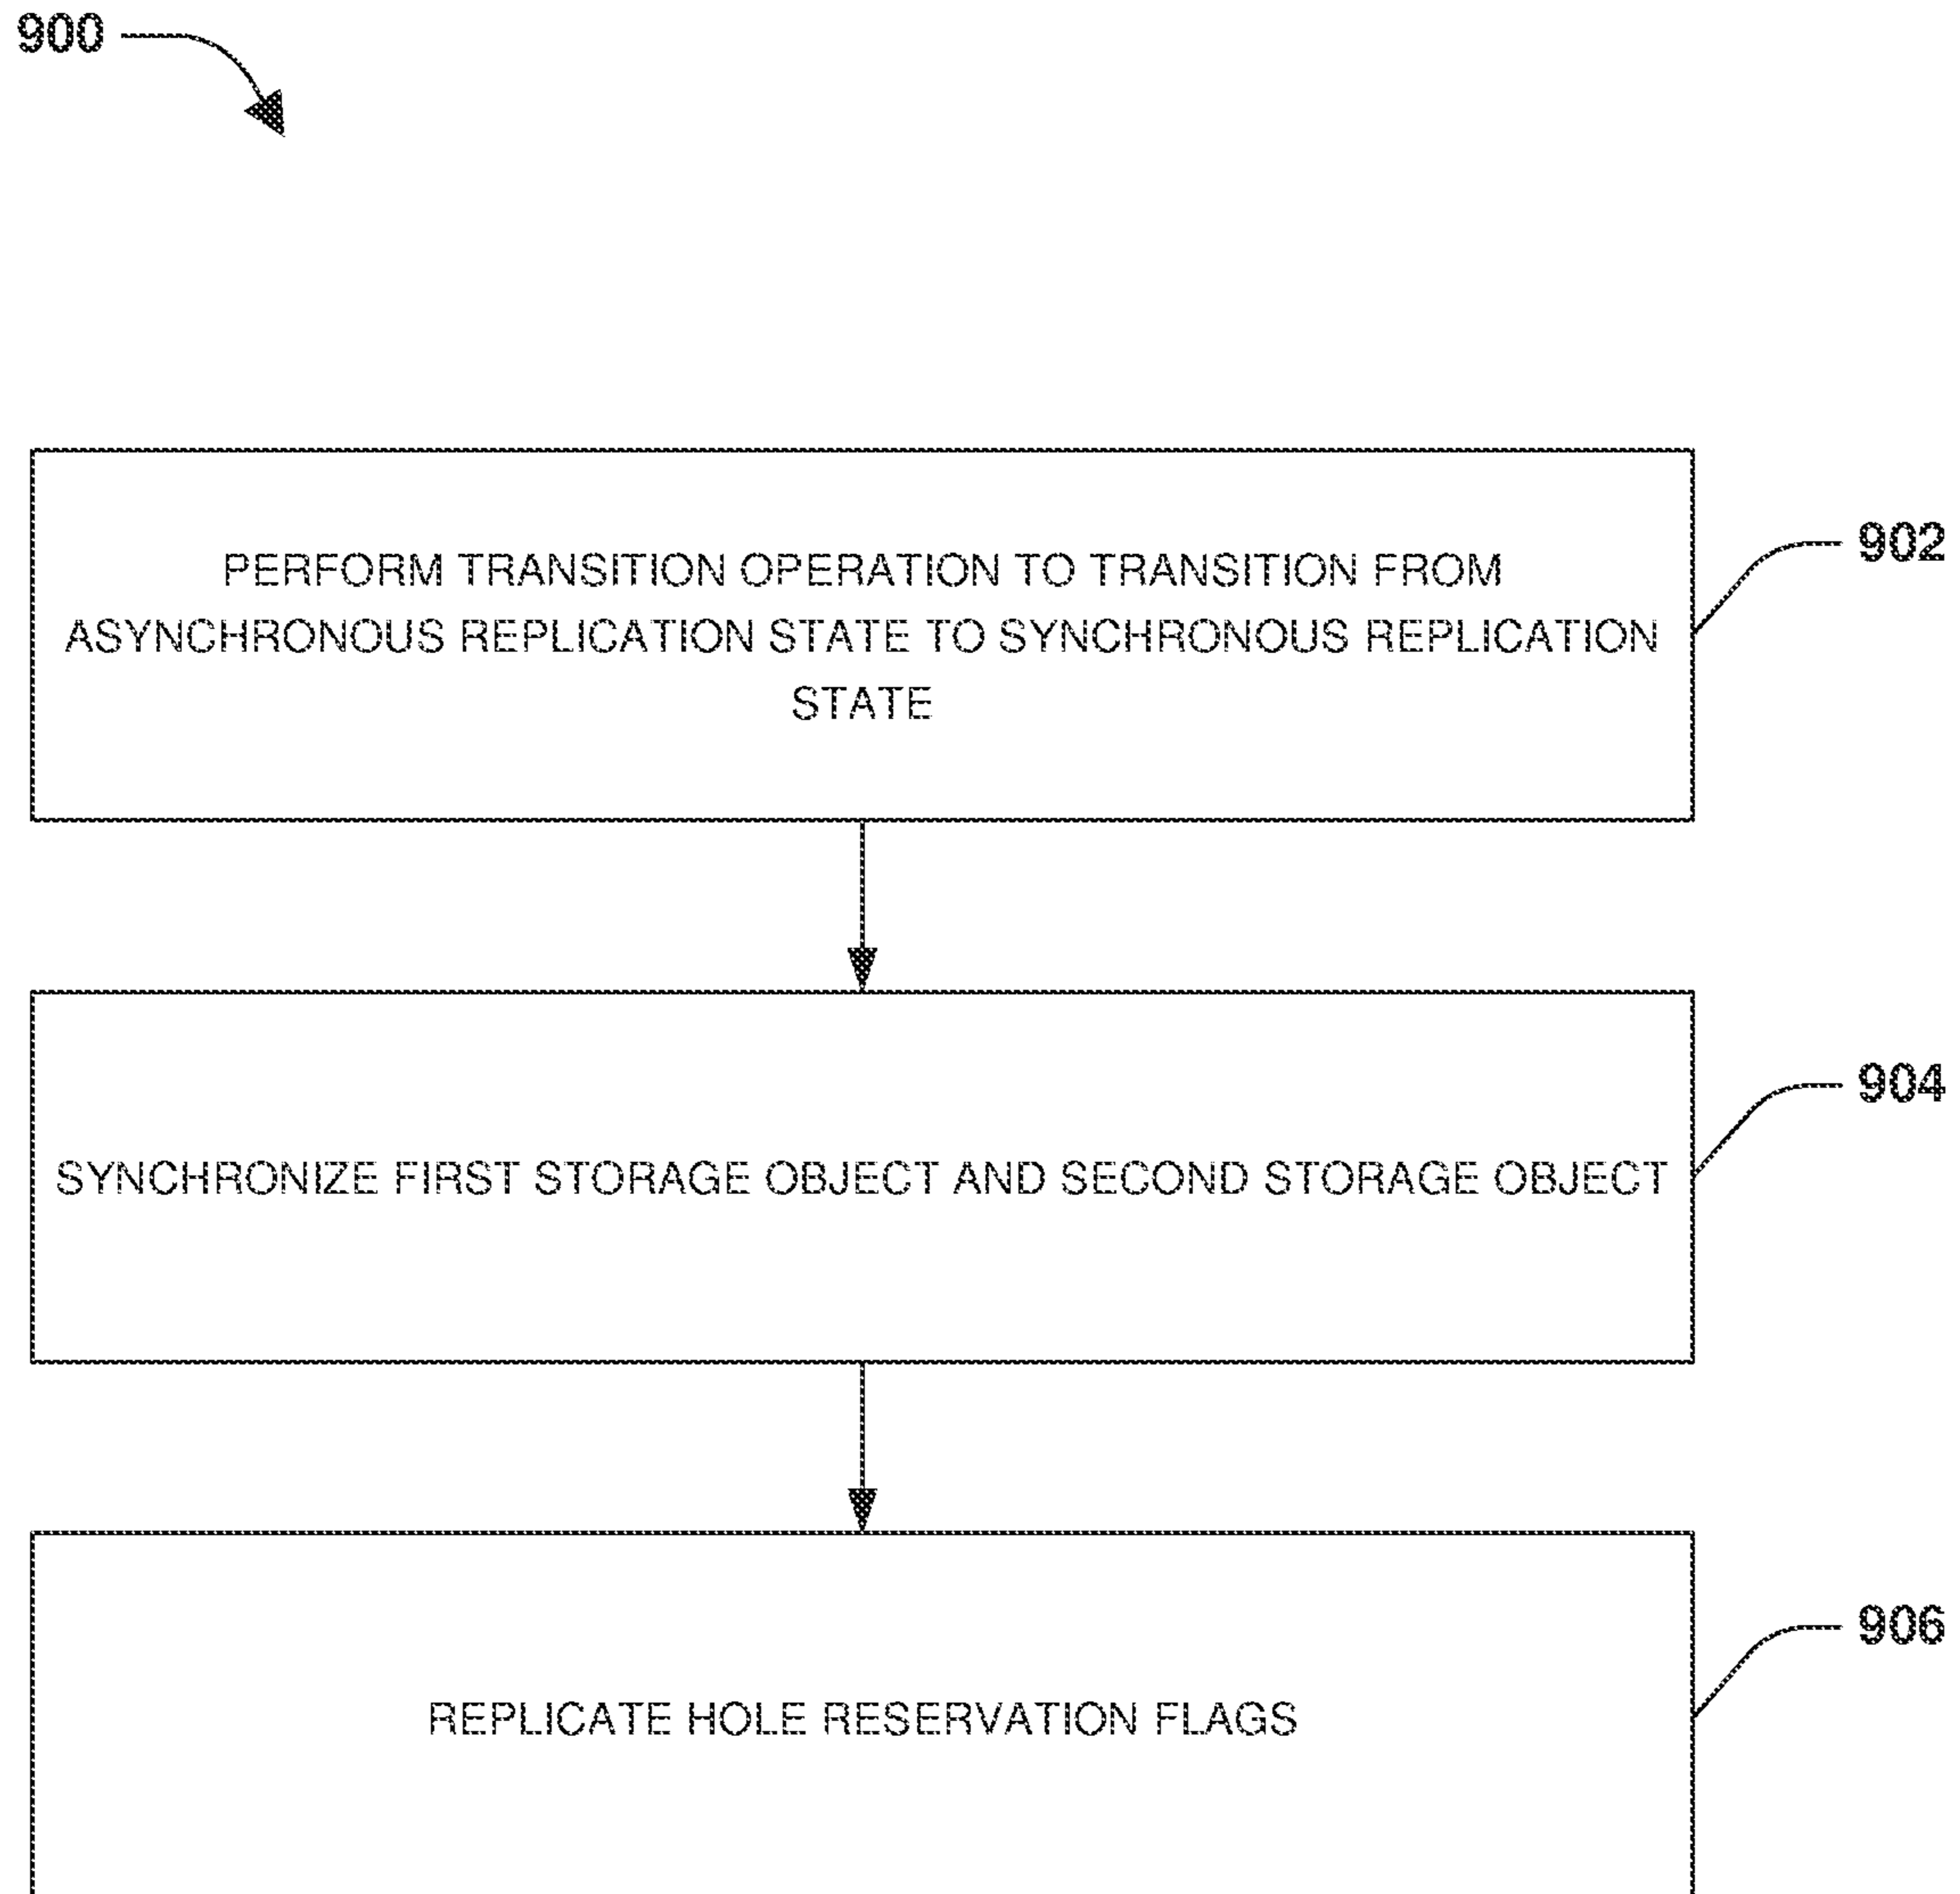 900
PERFORM TRANSITION OPERATION TO TRANSITION FROM
ASYNCHRONOUS REPLICATION STATE TO SYNCHRONOUS REPLICATION
STATE
902
SYNCHRONIZE FIRST STORAGE OBJECT AND SECOND STORAGE OBJECT
904
REPLICATE HOLE RESERVATION FLAGS
906